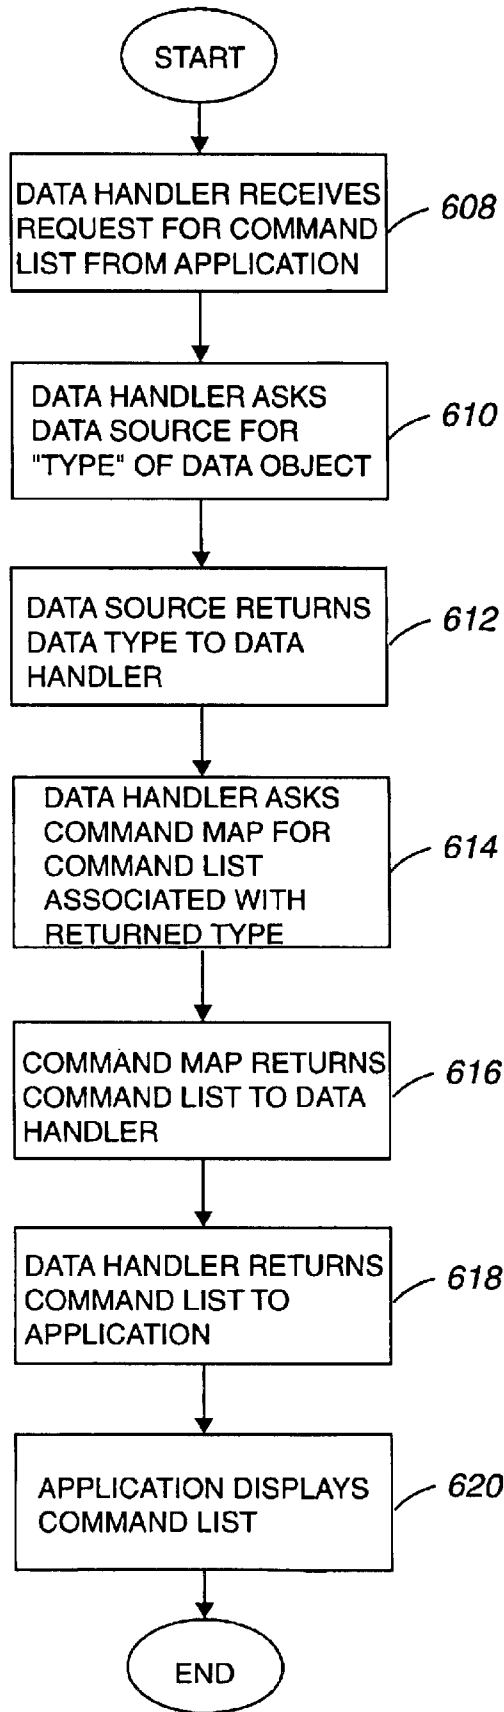 START
DATA HANDLER RECEIVES
REQUEST FOR COMMAND
LIST FROM APPLICATION
608
DATA HANDLER ASKS
DATA SOURCE FOR
"TYPE" OF DATA OBJECT
610
DATA SOURCE RETURNS
DATA TYPE TO DATA
HANDLER
612
DATA HANDLER ASKS
COMMAND MAP FOR
COMMAND LIST
ASSOCIATED WITH
RETURNED TYPE
614
COMMAND MAP RETURNS
COMMAND LIST TO DATA
HANDLER
616
DATA HANDLER RETURNS
COMMAND LIST TO
APPLICATION
618
APPLICATION DISPLAYS
COMMAND LIST
620
END